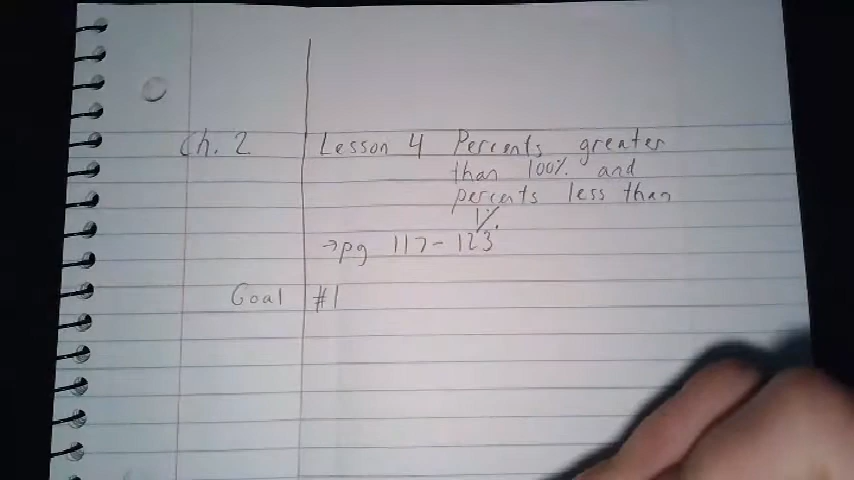 Ch. 2 Lesson 4 Percents greater
than 100% and
percents less than
1%
→pg 117-123
Goal #1